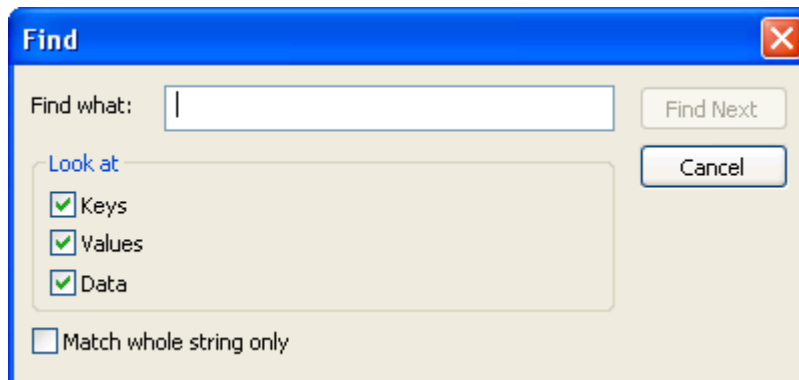 Find
Find what:
Find Next
Look at
Cancel
Keys
Values
Data
Match whole string only